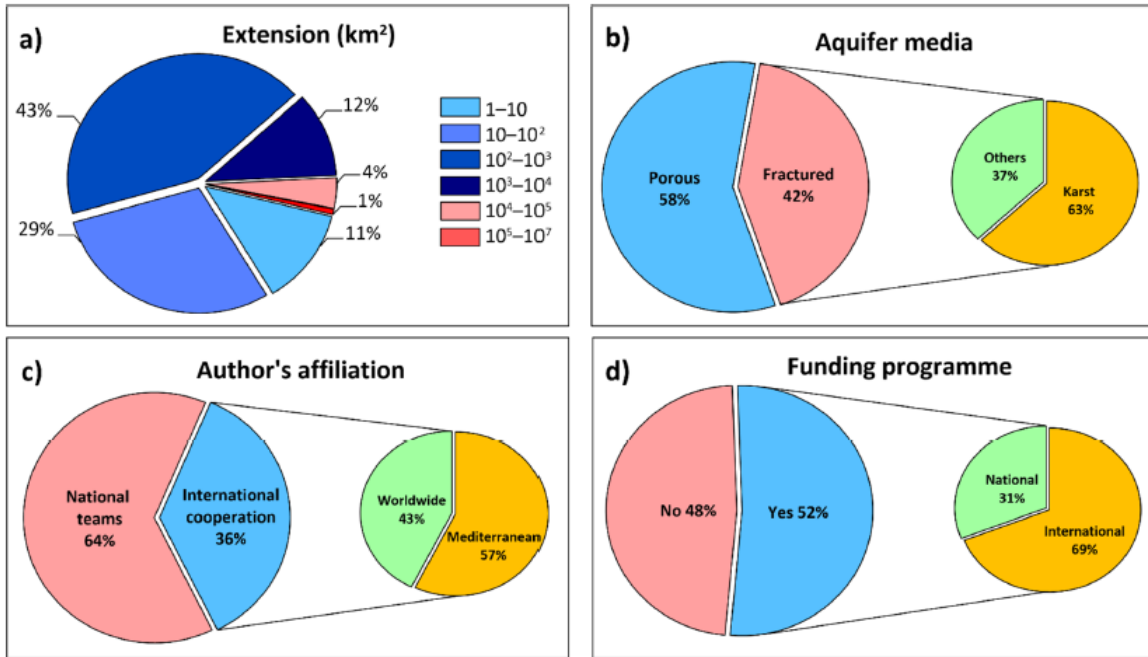 a)
Extension (km²)
43%
12%
4%
1%
11%
29%
1–10
10–10²
10²–10³
10³–10⁴
10⁴–10⁵
10⁵–10⁷
b)
Aquifer media
Porous
58%
Fractured
42%
Others
37%
Karst
63%
c)
Author's affiliation
National
teams
64%
International
cooperation
36%
Worldwide
43%
Mediterranean
57%
d)
Funding programme
No 48%
Yes 52%
National
31%
International
69%